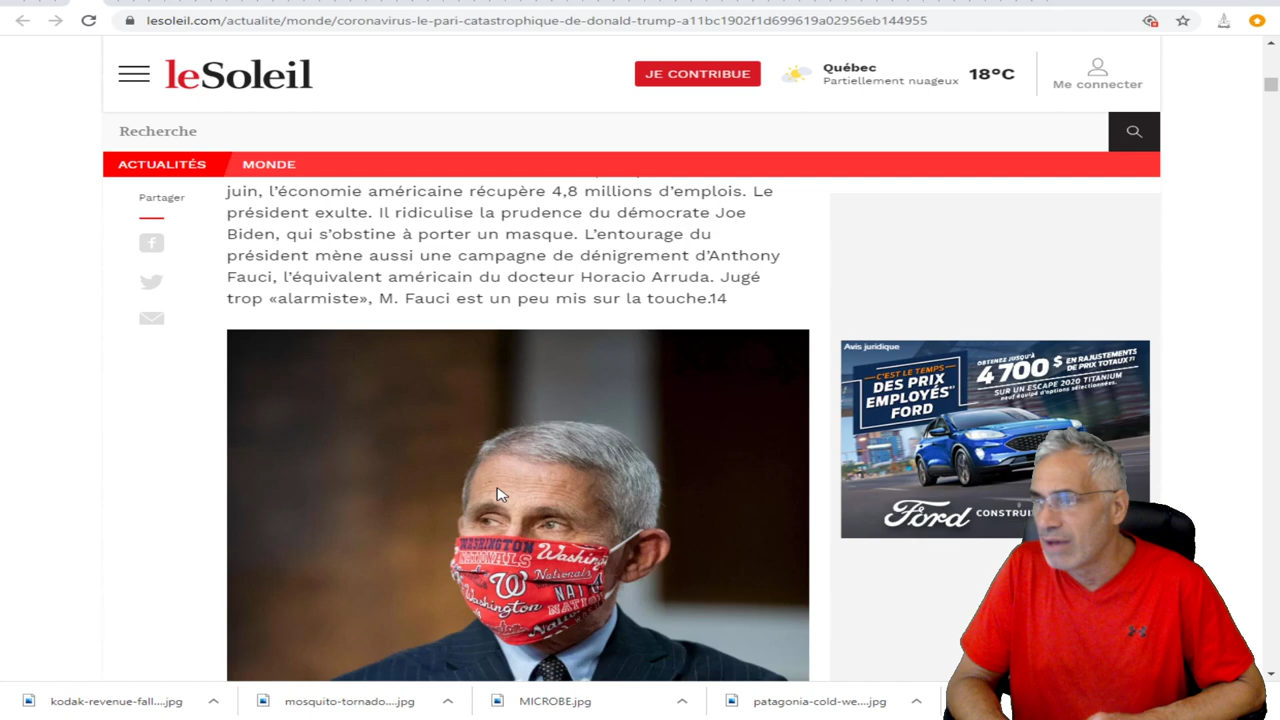 lesoleil.com/actualite/monde/coronavirus-le-pari-catastrophique-de-donald-trump-a11bc1902f1d699619a02956eb144955
leSoleil
JE CONTRIBUE
Québec
Partiellement nuageux
18°C
Me connecter
Recherche
ACTUALITÉS
MONDE
Partager
juin, l’économie américaine récupère 4,8 millions d’emplois. Le
président exulte. Il ridiculise la prudence du démocrate Joe
Biden, qui s’obstine à porter un masque. L’entourage du
président mène aussi une campagne de dénigrement d’Anthony
Fauci, l’équivalent américain du docteur Horacio Arruda. Jugé
trop «alarmiste», M. Fauci est un peu mis sur la touche.14
WASHINGTON
NATIONALS
Washing
W
Nationals
Washington
NATIONA
Avis juridique
C'EST LE TEMPS
DES PRIX
EMPLOYÉS
FORD
OBTENEZ JUSQU'À
4 700 $
EN RAJUSTEMENTS
DE PRIX TOTAUX
SUR UN ESCAPE 2020 TITANIUM
neuf équipé d'options sélectionnées.
Ford
CONSTRUI
kodak-revenue-fall....jpg
mosquito-tornado....jpg
MICROBE.jpg
patagonia-cold-we....jpg